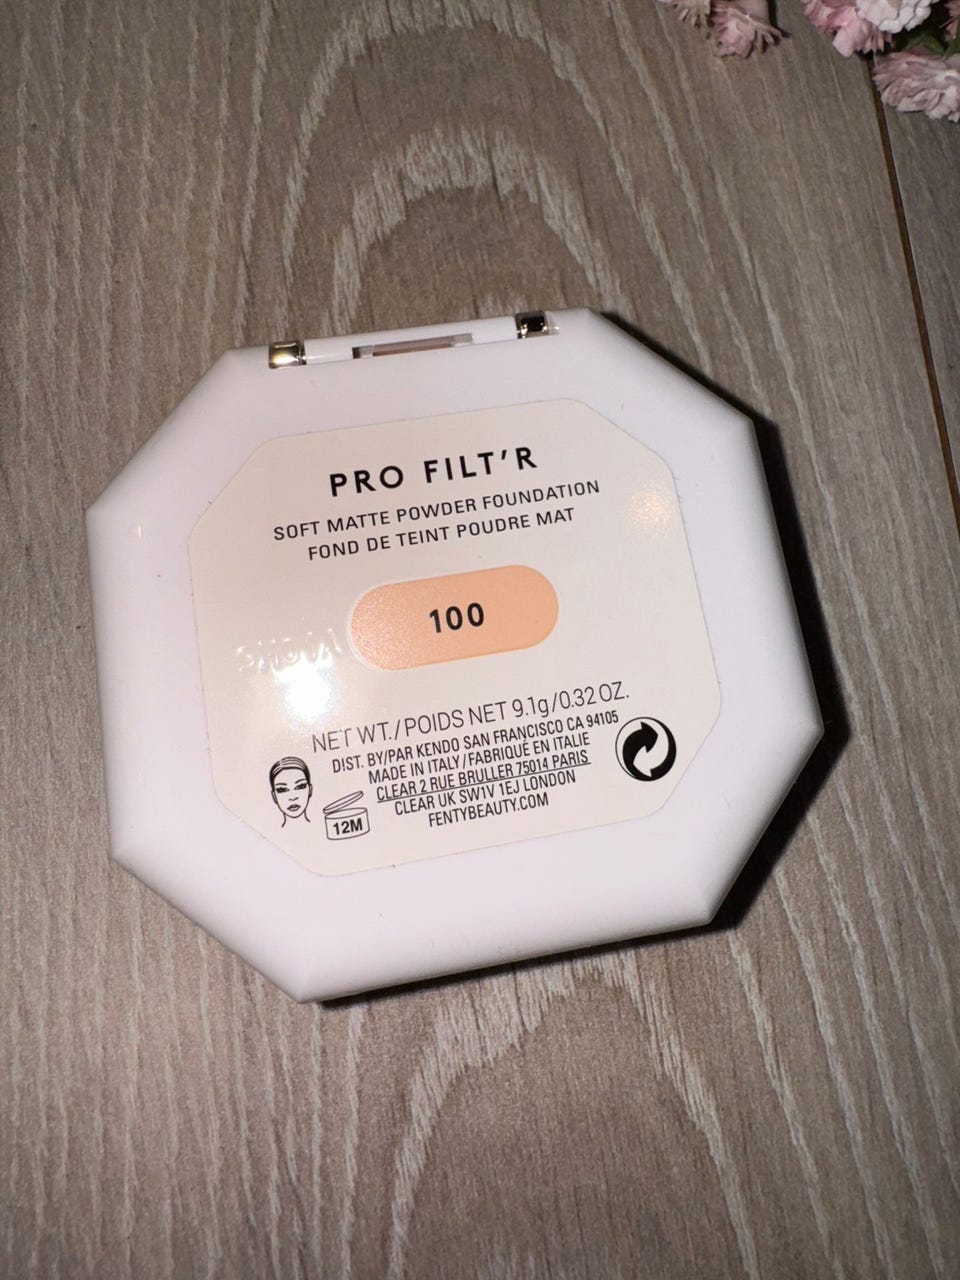 PRO FILT'R
SOFT MATTE POWDER FOUNDATION
FOND DE TEINT POUDRE MAT
100
NET WT./POIDS NET 9.1g/0.32 OZ.
DIST. BY/PAR KENDO SAN FRANCISCO CA 94105
MADE IN ITALY/FABRIQUÉ EN ITALIE
CLEAR 2 RUE BRULLER 75014 PARIS
CLEAR UK SW1V 1EJ LONDON
FENTYBEAUTY.COM
12M